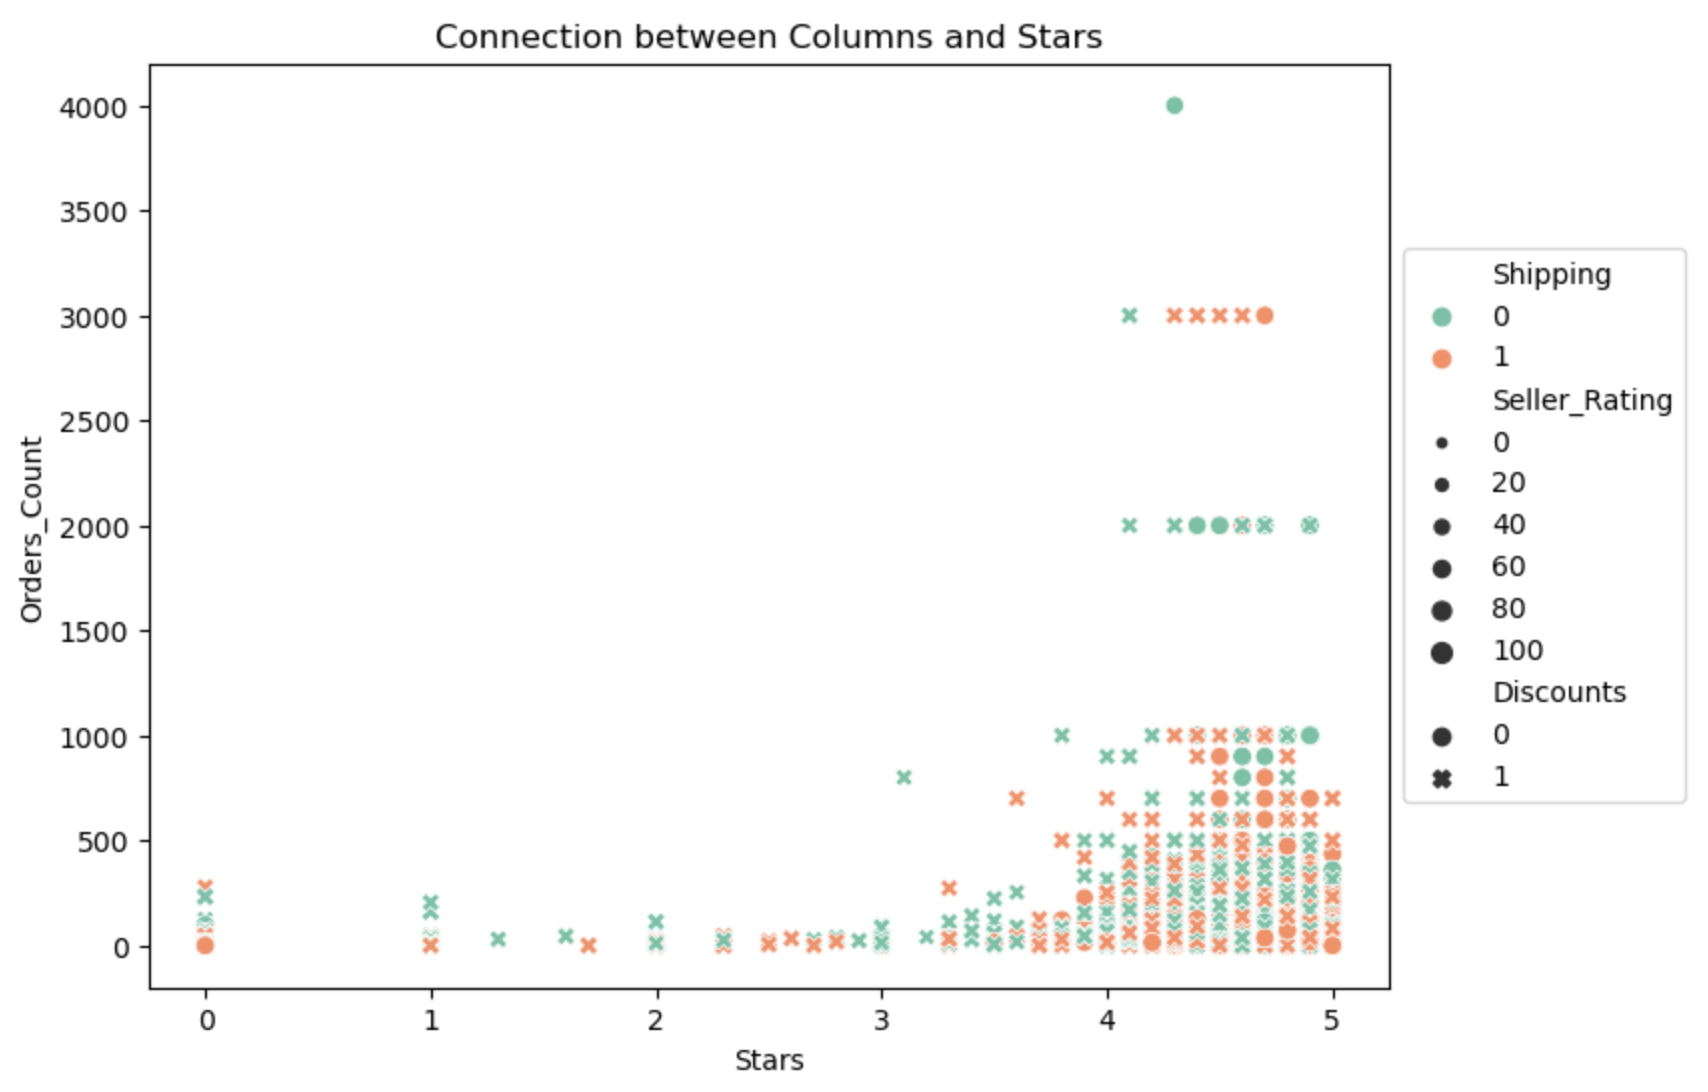 Connection between Columns and Stars
4000
3500
3000
2500
2000
1500
1000
500
0
Orders_Count
0 1 2 3 4 5
Stars
Shipping
0
1
Seller_Rating
0
20
40
60
80
100
Discounts
0
1